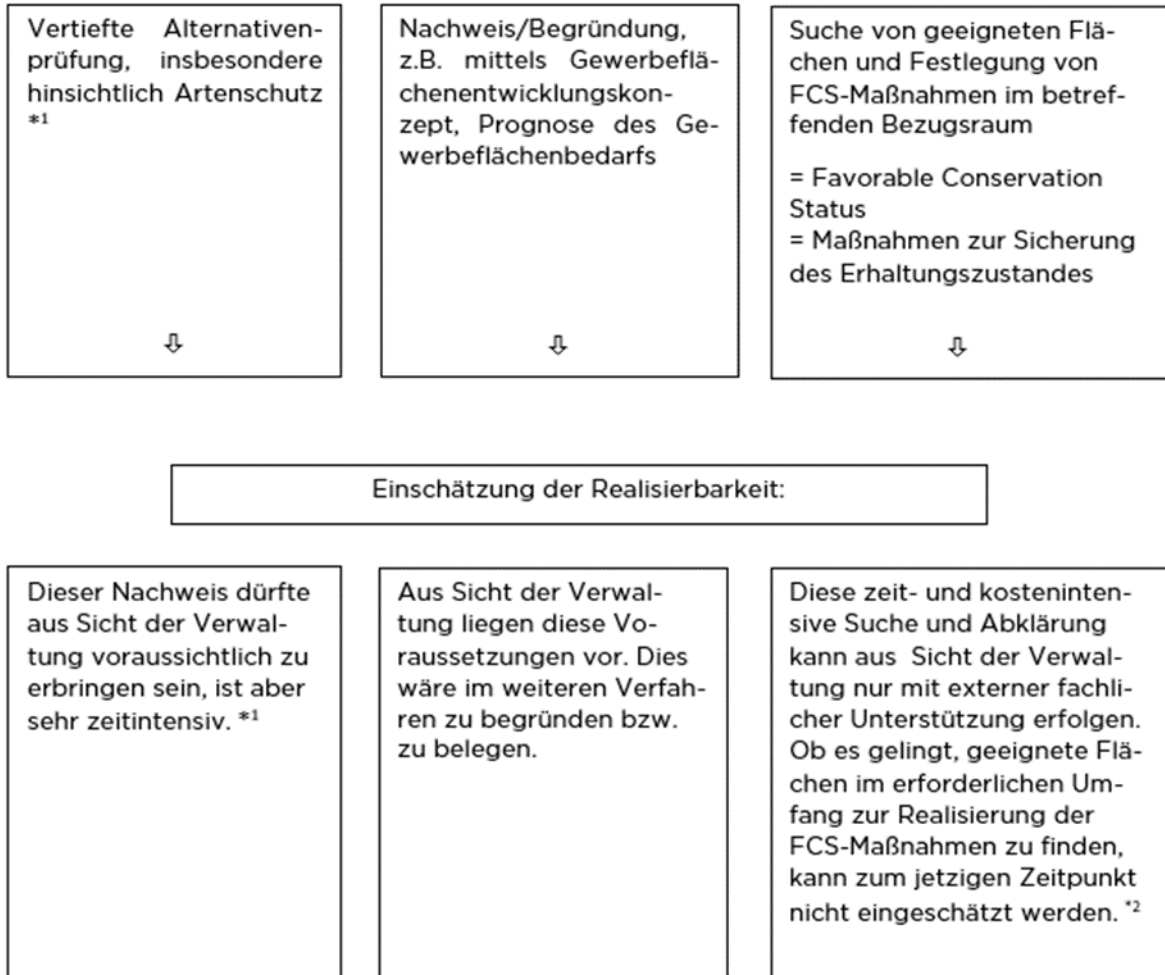 Vertiefte Alternativen-
prüfung, insbesondere
hinsichtlich Artenschutz
*1
⇩
Nachweis/Begründung,
z.B. mittels Gewerbeflä-
chenentwicklungskon-
zept, Prognose des Ge-
werbeflächenbedarfs
⇩
Suche von geeigneten Flä-
chen und Festlegung von
FCS-Maßnahmen im betref-
fenden Bezugsraum
= Favorable Conservation
Status
= Maßnahmen zur Sicherung
des Erhaltungszustandes
⇩
Einschätzung der Realisierbarkeit:
Dieser Nachweis dürfte
aus Sicht der Verwal-
tung voraussichtlich zu
erbringen sein, ist aber
sehr zeitintensiv. *1
Aus Sicht der Verwal-
tung liegen diese Vo-
raussetzungen vor. Dies
wäre im weiteren Verfah-
ren zu begründen bzw.
zu belegen.
Diese zeit- und kosteninten-
sive Suche und Abklärung
kann aus Sicht der Verwal-
tung nur mit externer fachli-
cher Unterstützung erfolgen.
Ob es gelingt, geeignete Flä-
chen im erforderlichen Um-
fang zur Realisierung der
FCS-Maßnahmen zu finden,
kann zum jetzigen Zeitpunkt
nicht eingeschätzt werden. *2